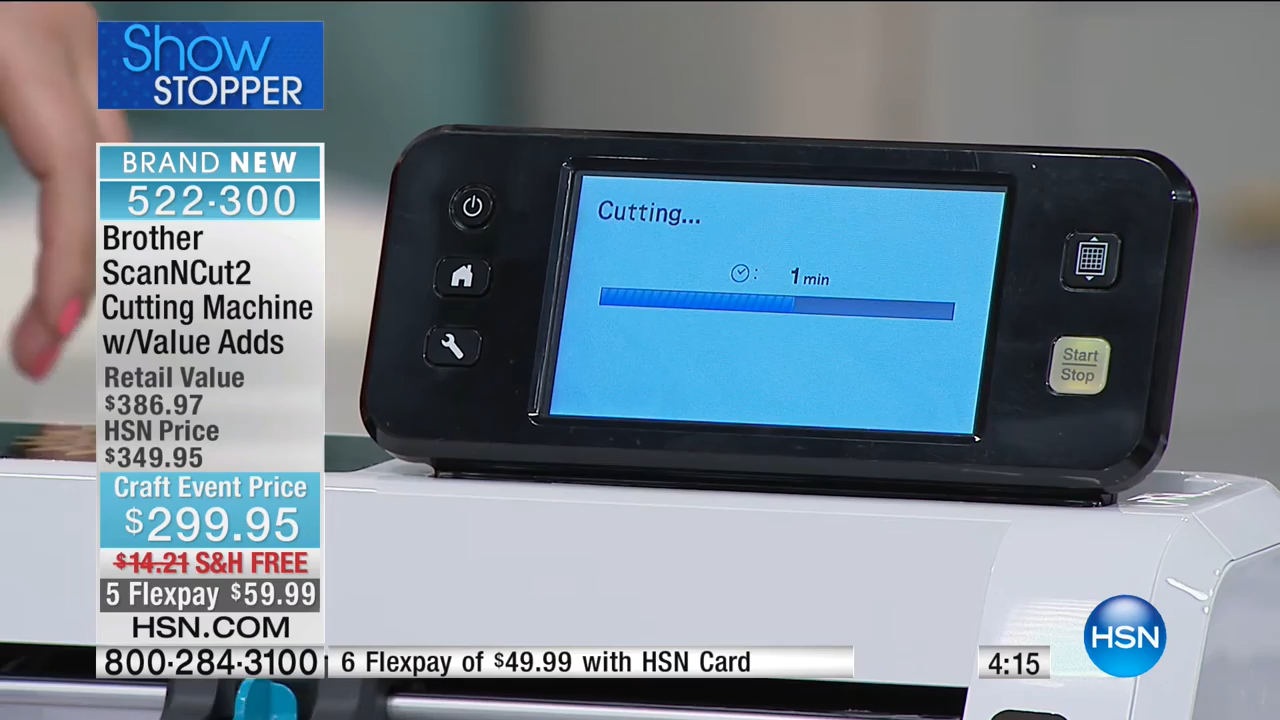 Show
STOPPER
BRAND NEW
522-300
Brother
ScanNCut2
Cutting Machine
w/Value Adds
Retail Value
$386.97
HSN Price
$349.95
Craft Event Price
$299.95
$14.21 S&H FREE
5 Flexpay $59.99
HSN.COM
800-284-3100
6 Flexpay of $49.99 with HSN Card
4:15
HSN
Cutting...
: 1 min
Start
Stop